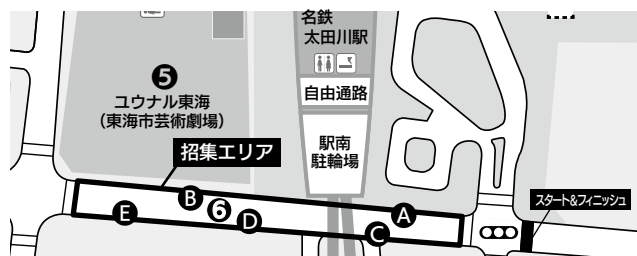 名鉄
太田川駅
自由通路
❺
ユウナル東海
（東海市芸術劇場）
駅南
駐輪場
招集エリア
スタート&フィニッシュ
B
A
E
❻
D
C